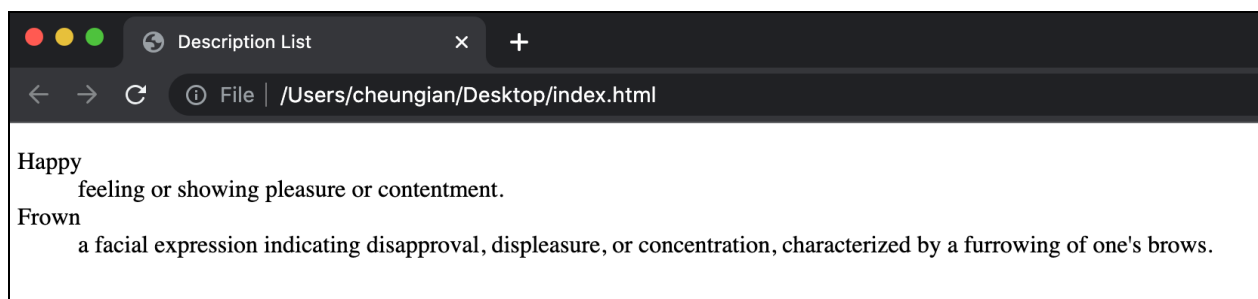 Description List
File /Users/cheungian/Desktop/index.html
Happy
feeling or showing pleasure or contentment.
Frown
a facial expression indicating disapproval, displeasure, or concentration, characterized by a furrowing of one's brows.